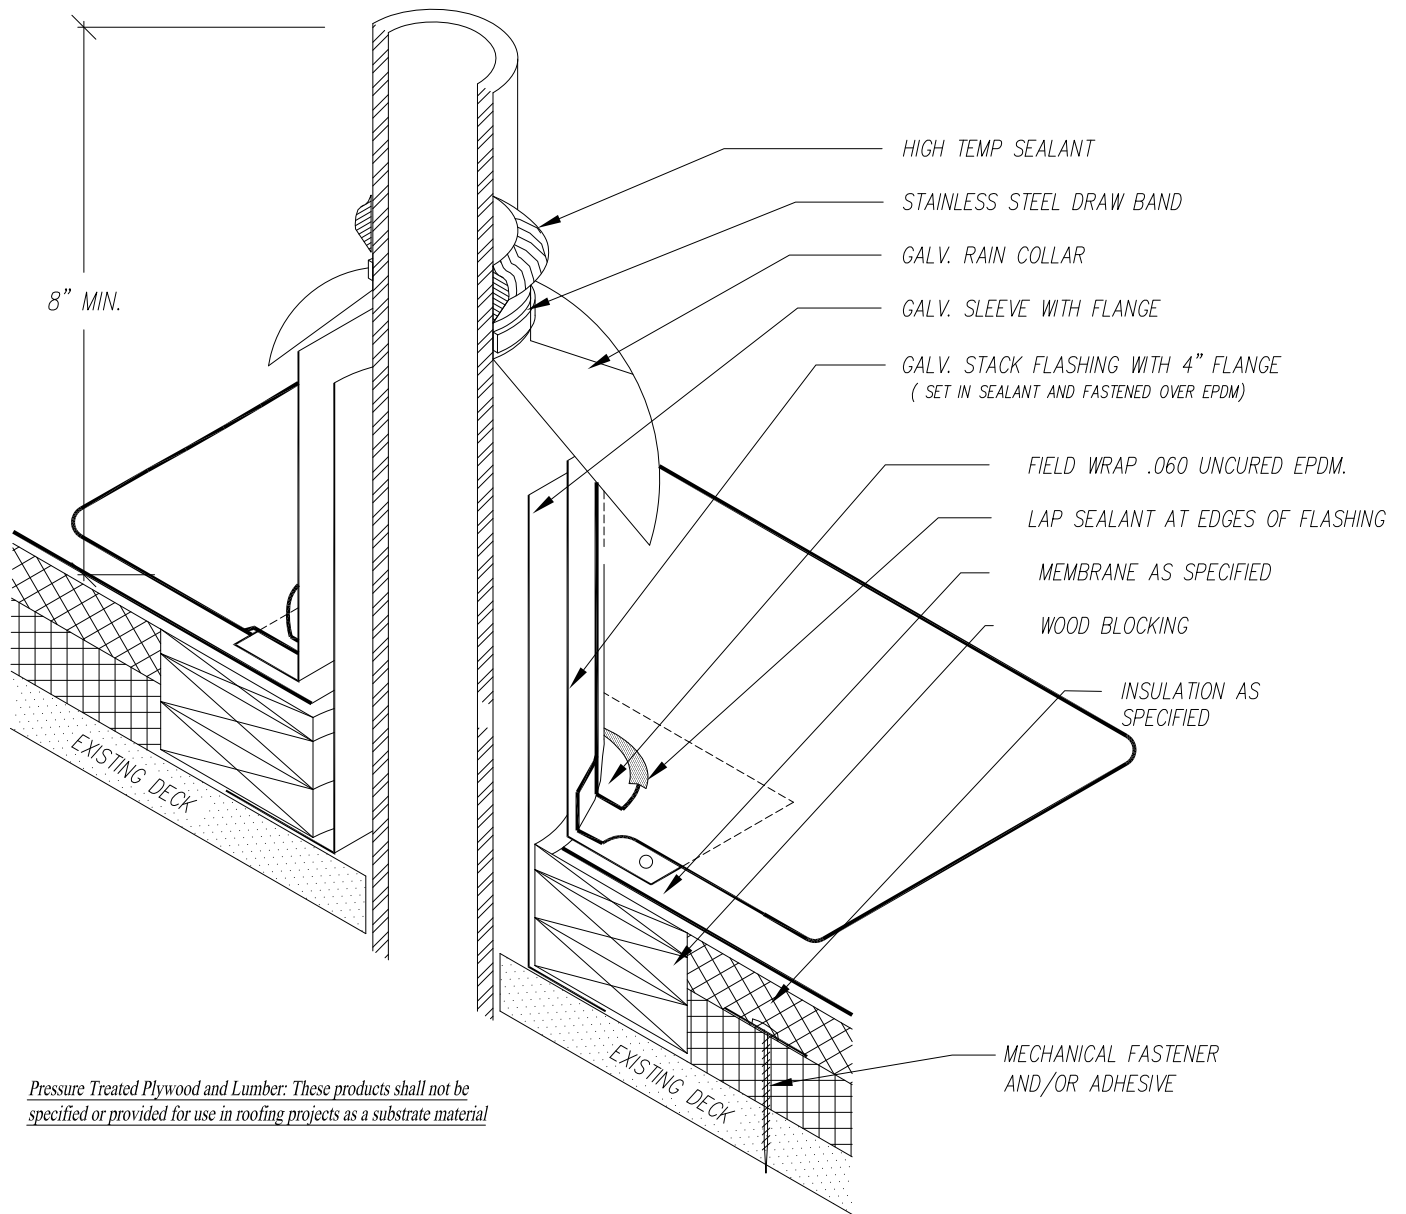 HIGH TEMP SEALANT
STAINLESS STEEL DRAW BAND
GALV. RAIN COLLAR
8" MIN.
GALV. SLEEVE WITH FLANGE
GALV. STACK FLASHING WITH 4" FLANGE
( SET IN SEALANT AND FASTENED OVER EPDM)
FIELD WRAP .060 UNCURED EPDM.
LAP SEALANT AT EDGES OF FLASHING
MEMBRANE AS SPECIFIED
WOOD BLOCKING
INSULATION AS
SPECIFIED
EXISTING DECK
EXISTING DECK
MECHANICAL FASTENER
AND/OR ADHESIVE
Pressure Treated Plywood and Lumber: These products shall not be
specified or provided for use in roofing projects as a substrate material